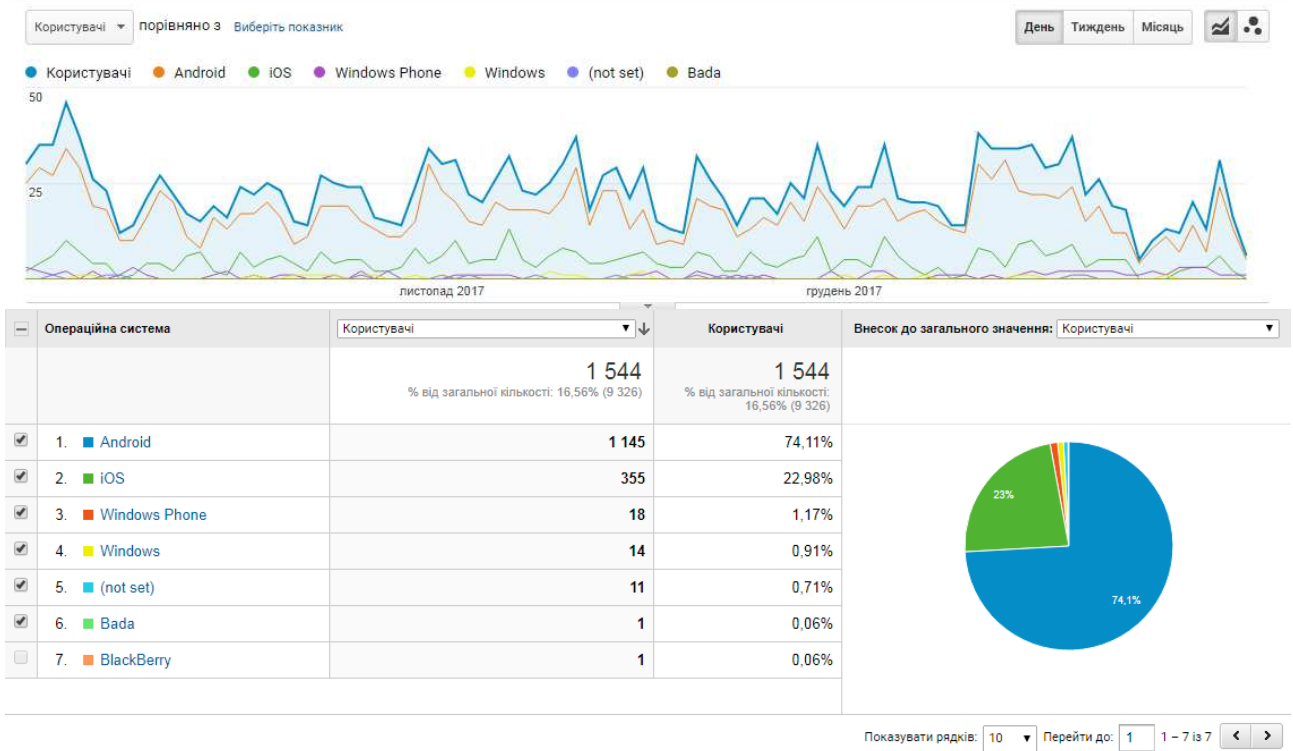 Користувачі порівняно з Виберіть показник День Тиждень Місяць
Користувачі Android iOS Windows Phone Windows (not set) Bada
50
25
листопад 2017 грудень 2017
Операційна система Користувачі Користувачі Внесок до загального значення: Користувачі
1 544 1 544
% від загальної кількості: 16,56% (9 326) % від загальної кількості:
16,56% (9 326)
1. Android 1 145 74,11%
2. iOS 355 22,98%
3. Windows Phone 18 1,17%
4. Windows 14 0,91%
5. (not set) 11 0,71%
6. Bada 1 0,06%
7. BlackBerry 1 0,06%
23%
74,1%
Показувати рядків: 10 Перейти до: 1 1 – 7 із 7